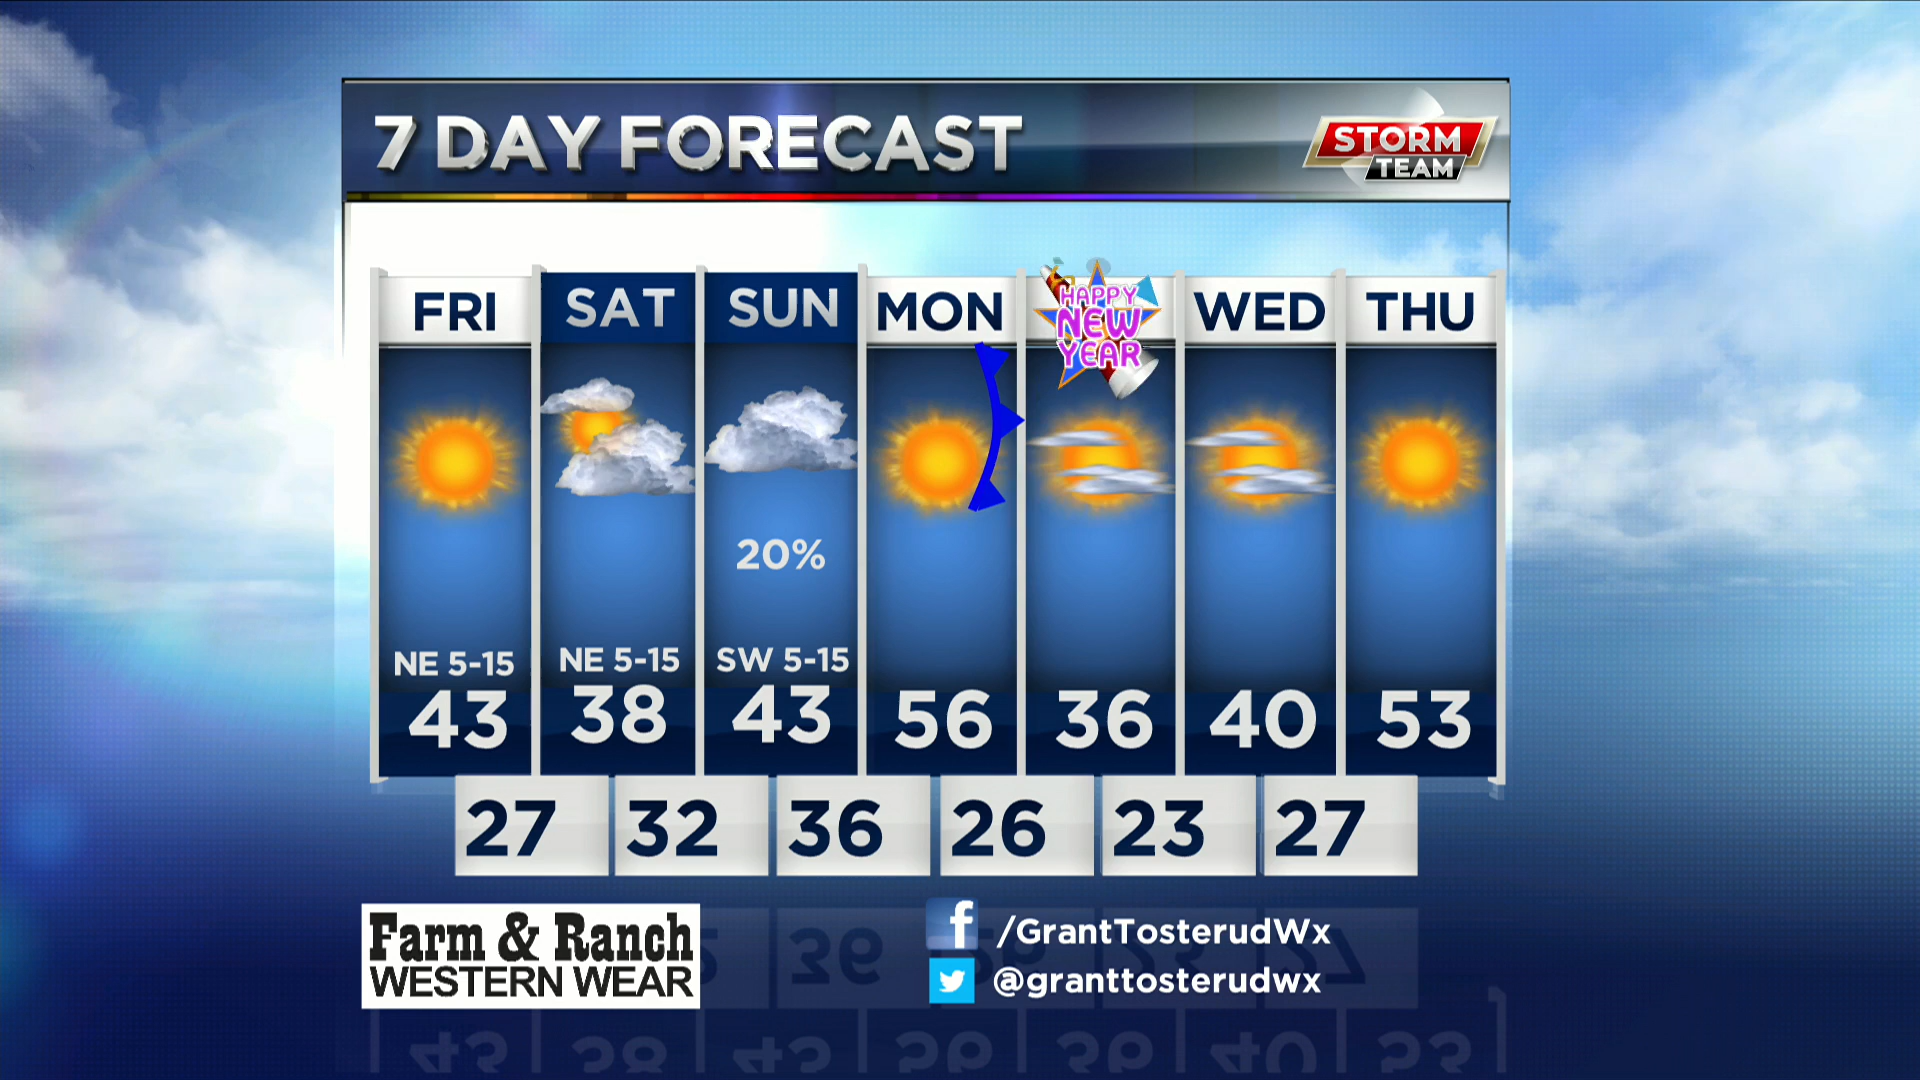 7 DAY FORECAST
STORM
TEAM
FRI SAT SUN MON HAPPY NEW YEAR WED THU
20%
NE 5-15 NE 5-15 SW 5-15
43 38 43 56 36 40 53
27 32 36 26 23 27
Farm & Ranch
WESTERN WEAR
f /GrantTosterudWx
@granttosterudwx